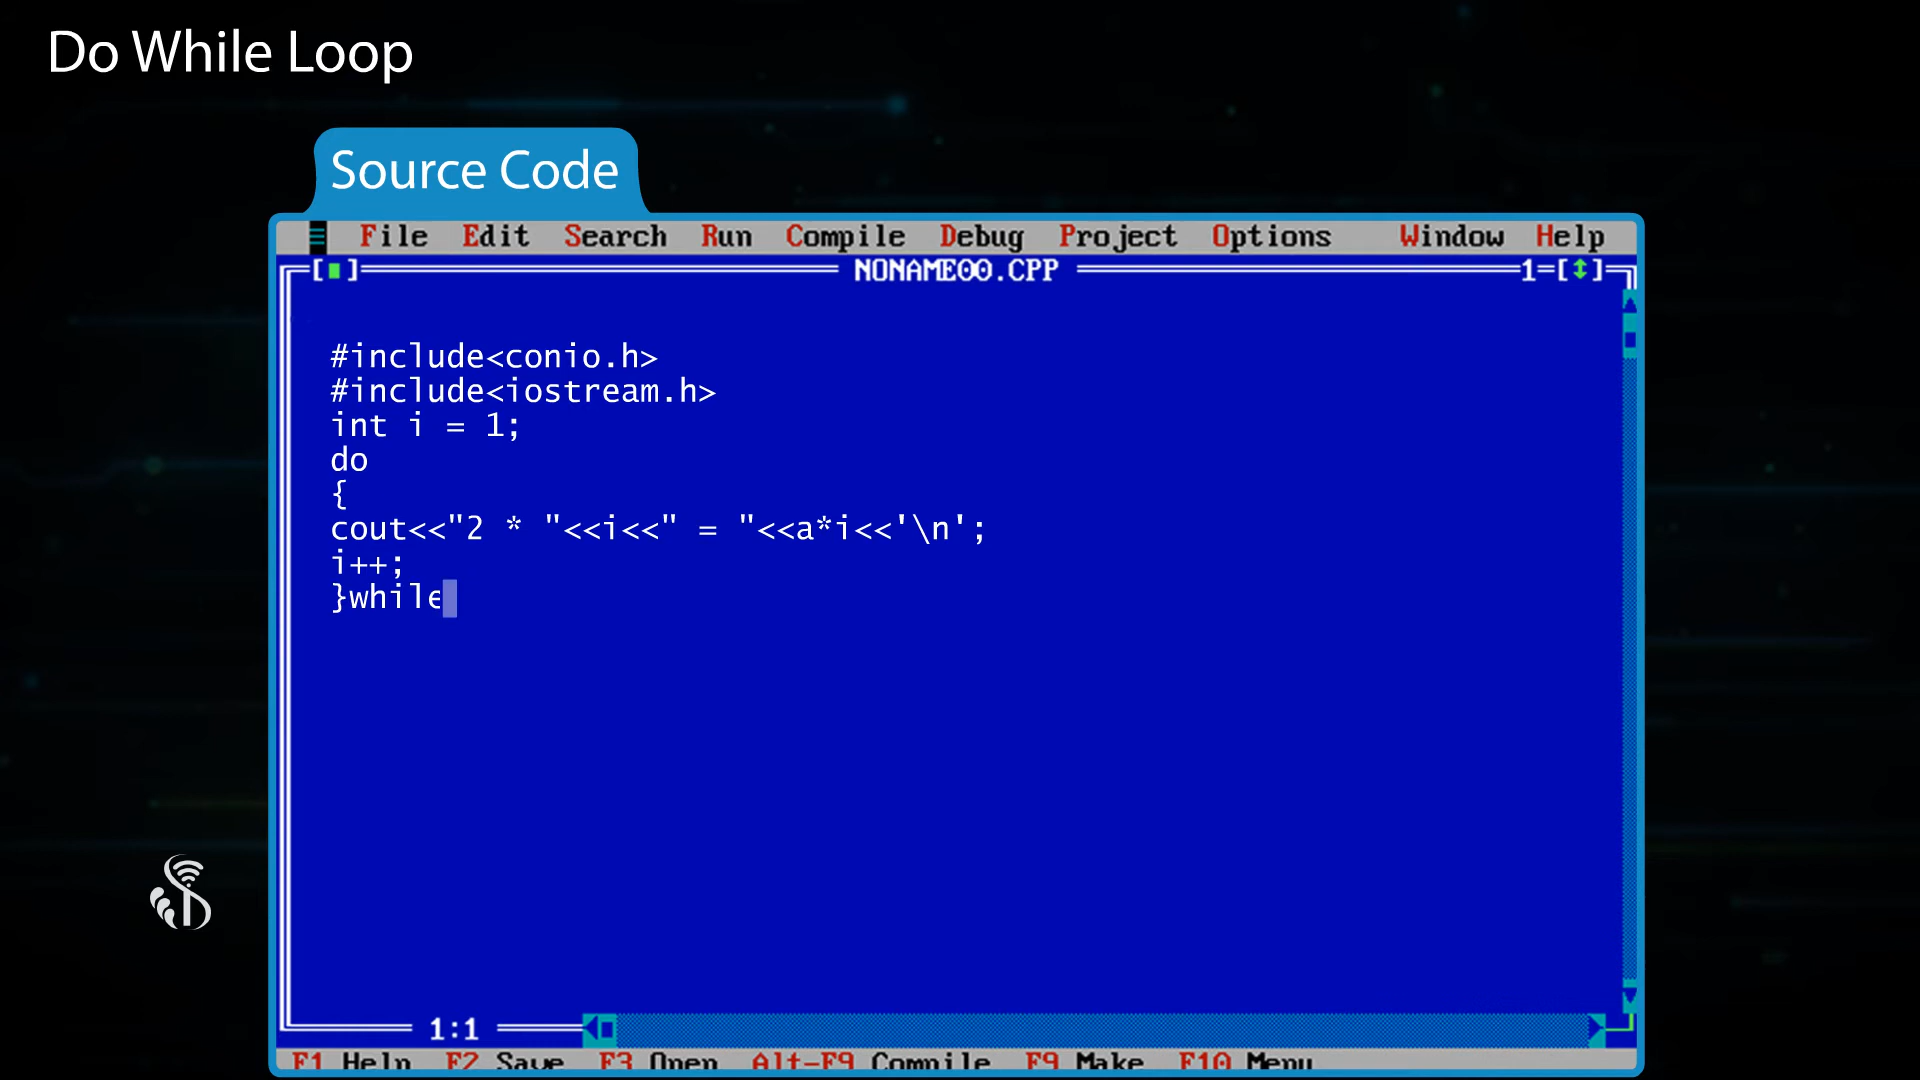 Do While Loop
Source Code
File Edit Search Run Compile Debug Project Options Window Help
NONAME00.CPP
1
#include<conio.h>
#include<iostream.h>
int i = 1;
do
{
cout<<"2 * "<<i<<" = "<<a*i<<'\n';
i++;
}while
1:1
F1 Help F2 Save F3 Open Alt-F9 Compile F9 Make F10 Menu